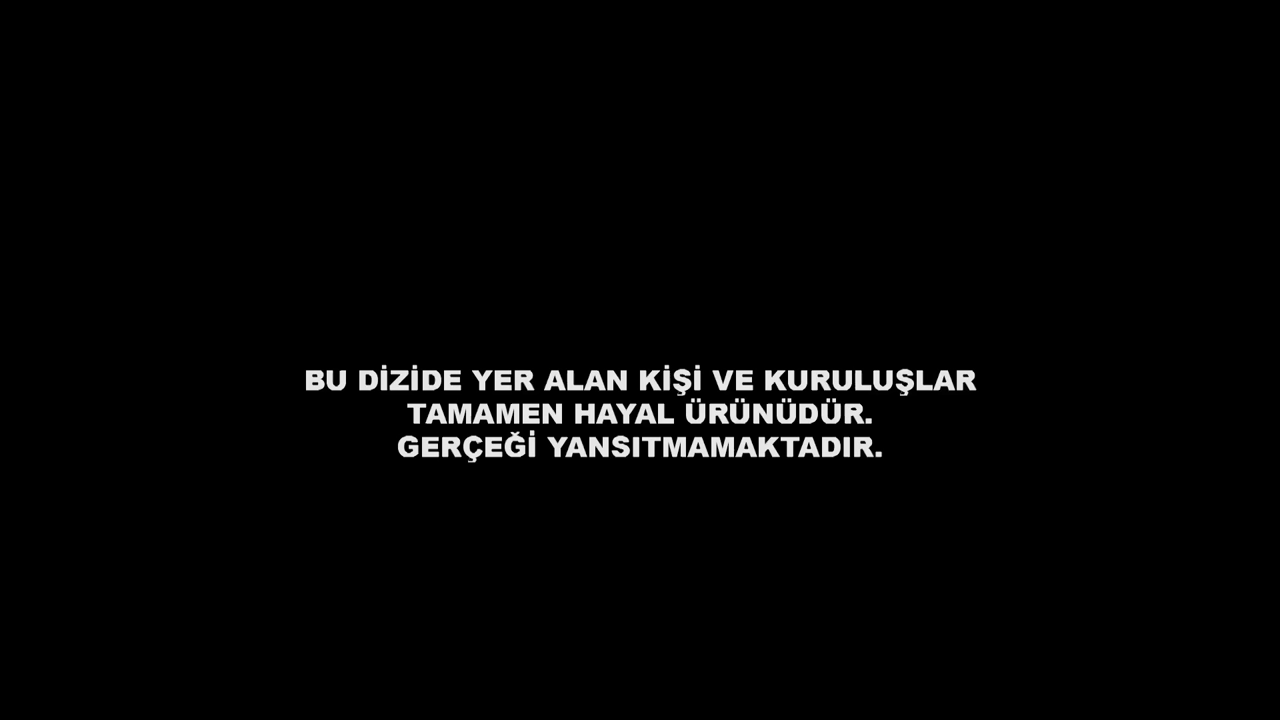 BU DİZİDE YER ALAN KİŞİ VE KURULUŞLAR
TAMAMEN HAYAL ÜRÜNÜDÜR.
GERÇEĞİ YANSITMAMAKTADIR.